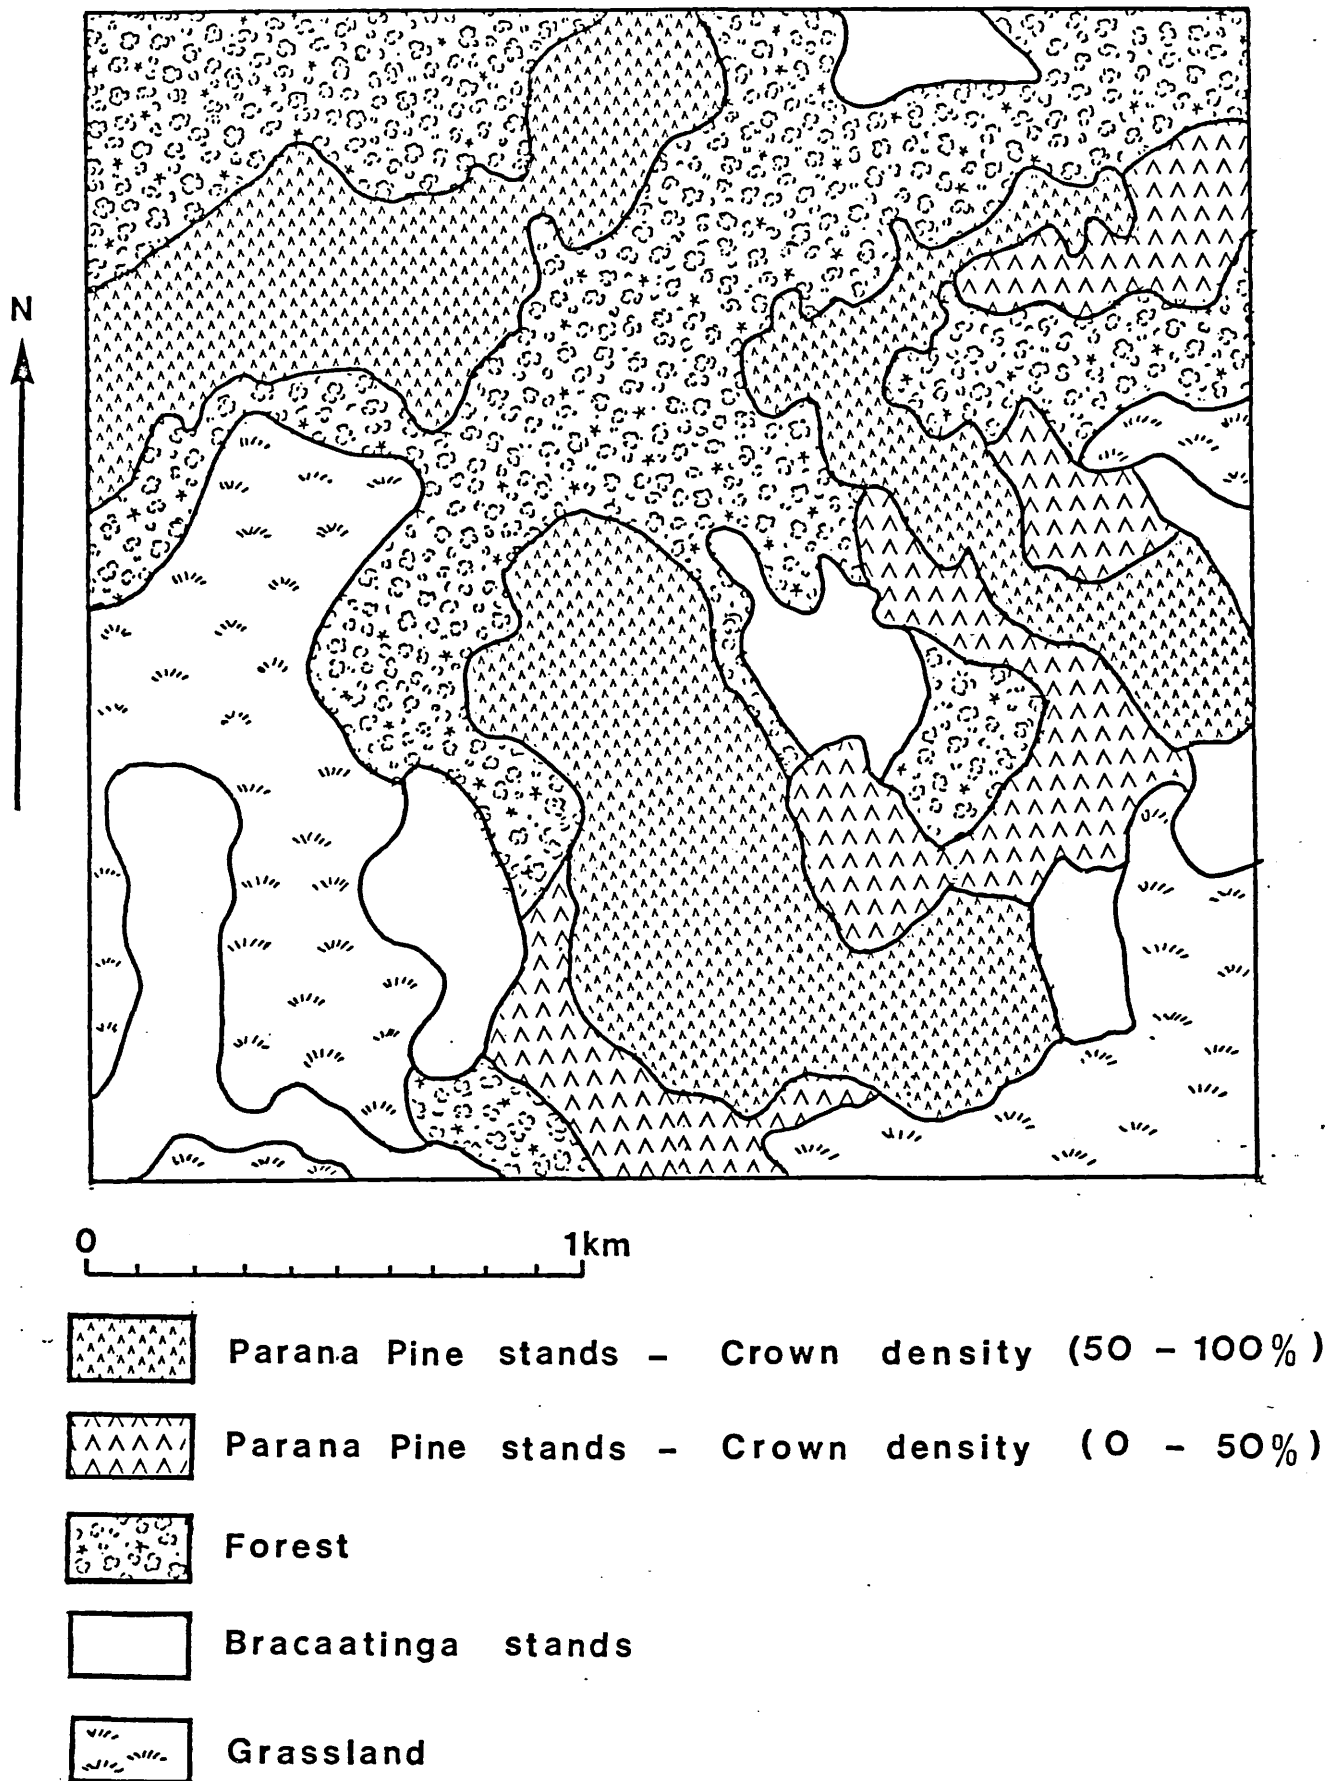 N
0 1km
Parana Pine stands – Crown density (50 – 100%)
Parana Pine stands – Crown density (0 – 50%)
Forest
Bracaatinga stands
Grassland